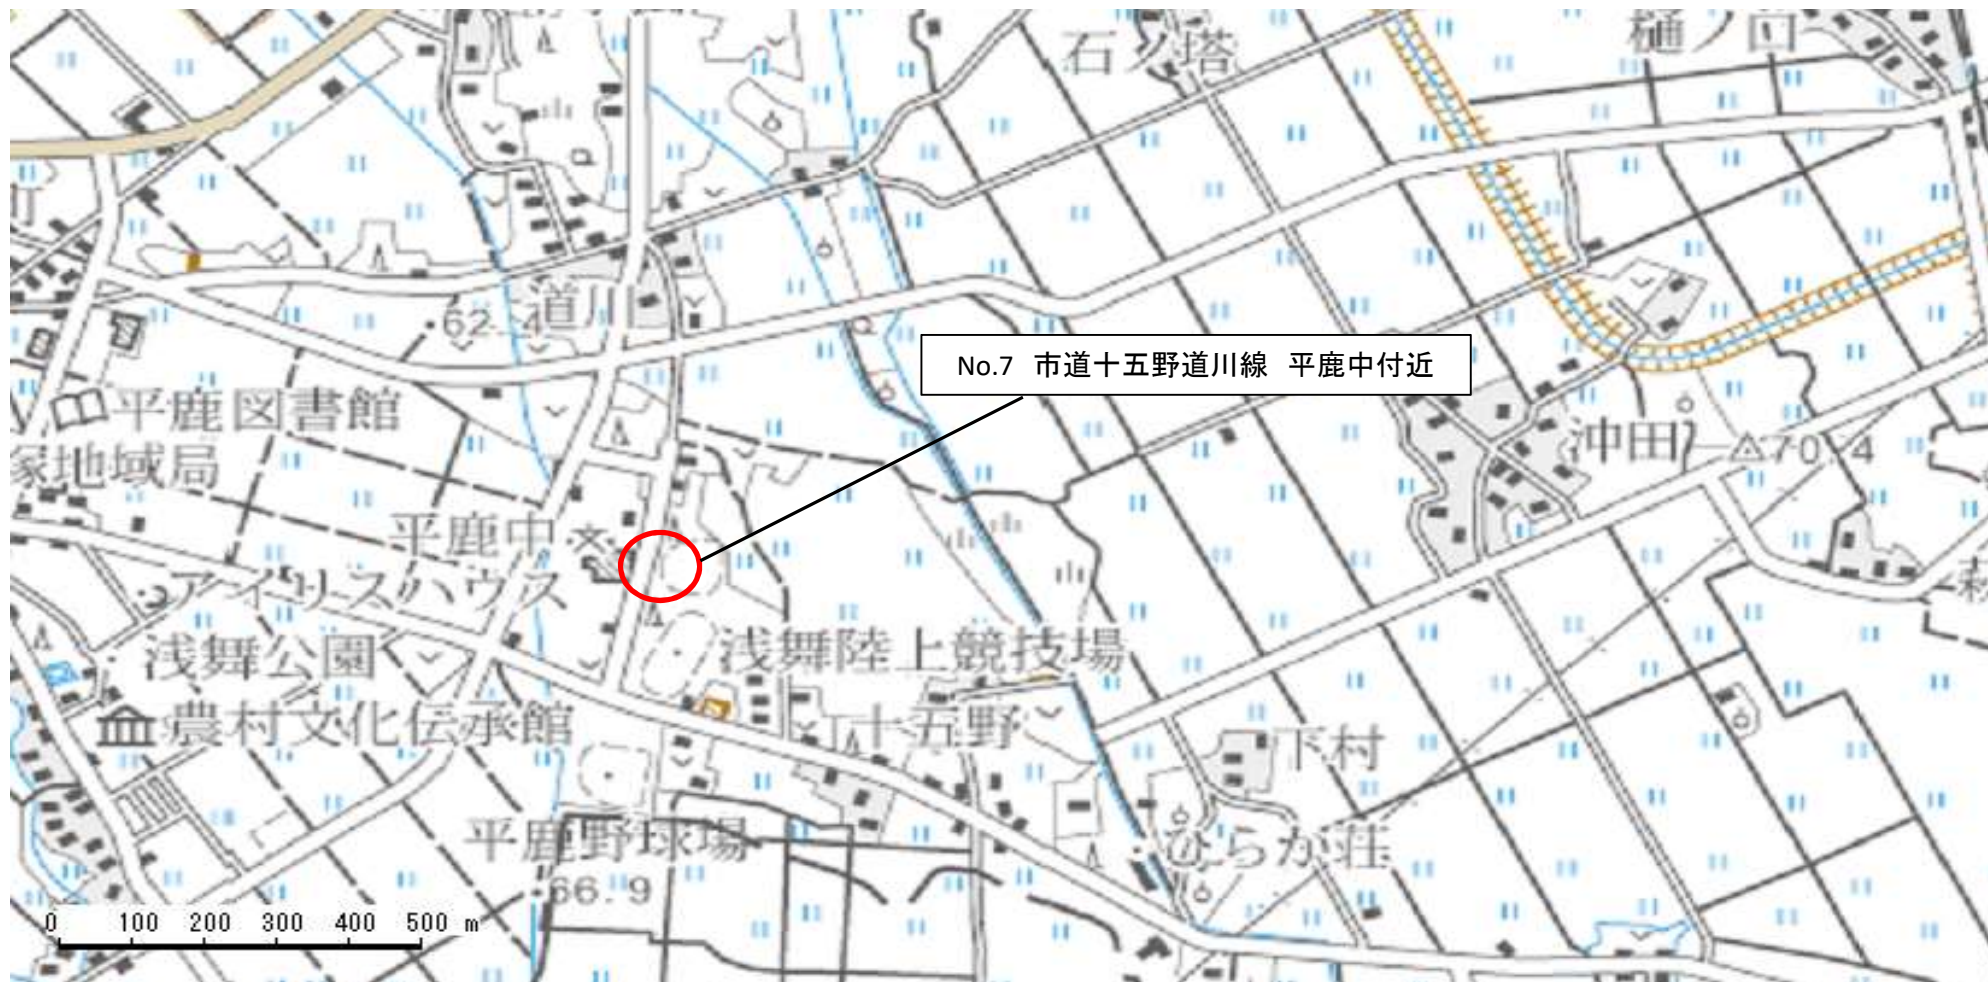 石ノ塔
樋ノ口
62.4
道川
No.7 市道十五野道川線 平鹿中付近
平鹿図書館
家地域局
沖田
70.4
平鹿中
アイリスハウス
浅舞公園
浅舞陸上競技場
農村文化伝承館
十五野
下村
平鹿野球場
ひらか荘
66.9
0 100 200 300 400 500 m